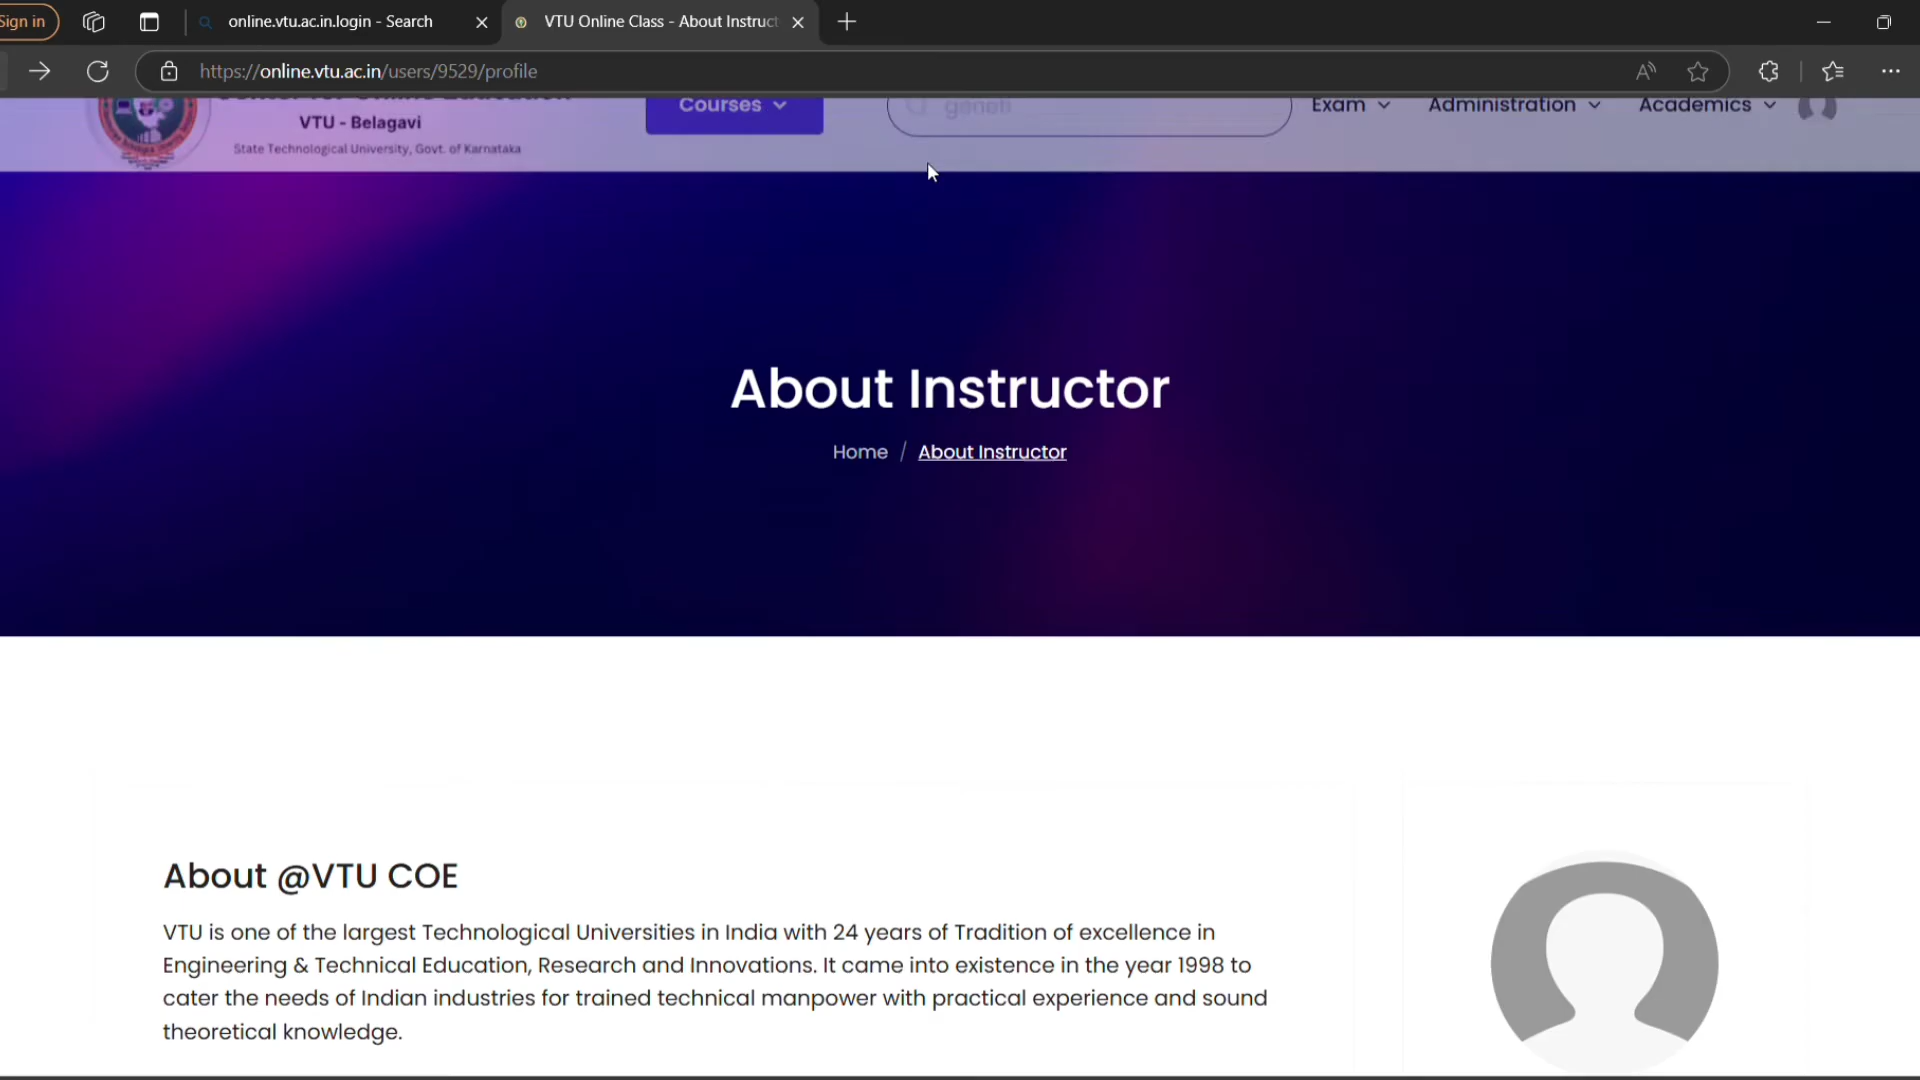 Sign in
online.vtu.ac.in.login - Search
VTU Online Class - About Instruct
https://online.vtu.ac.in/users/9529/profile
VTU - Belagavi
State Technological University, Govt. of Karnataka
Courses
geneti
Exam
Administration
Academics
About Instructor
Home / About Instructor
About @VTU COE
VTU is one of the largest Technological Universities in India with 24 years of Tradition of excellence in
Engineering & Technical Education, Research and Innovations. It came into existence in the year 1998 to
cater the needs of Indian industries for trained technical manpower with practical experience and sound
theoretical knowledge.